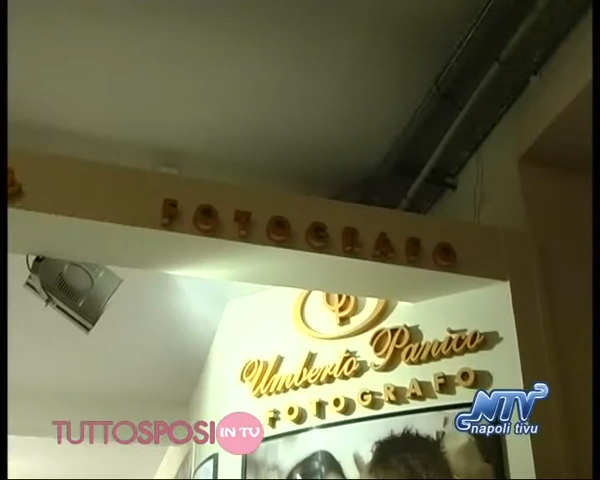 FOTOGRAFO
Umberto Panico
FOTOGRAFO
TUTTOSPOSI IN TV
NTV
napoli tivu